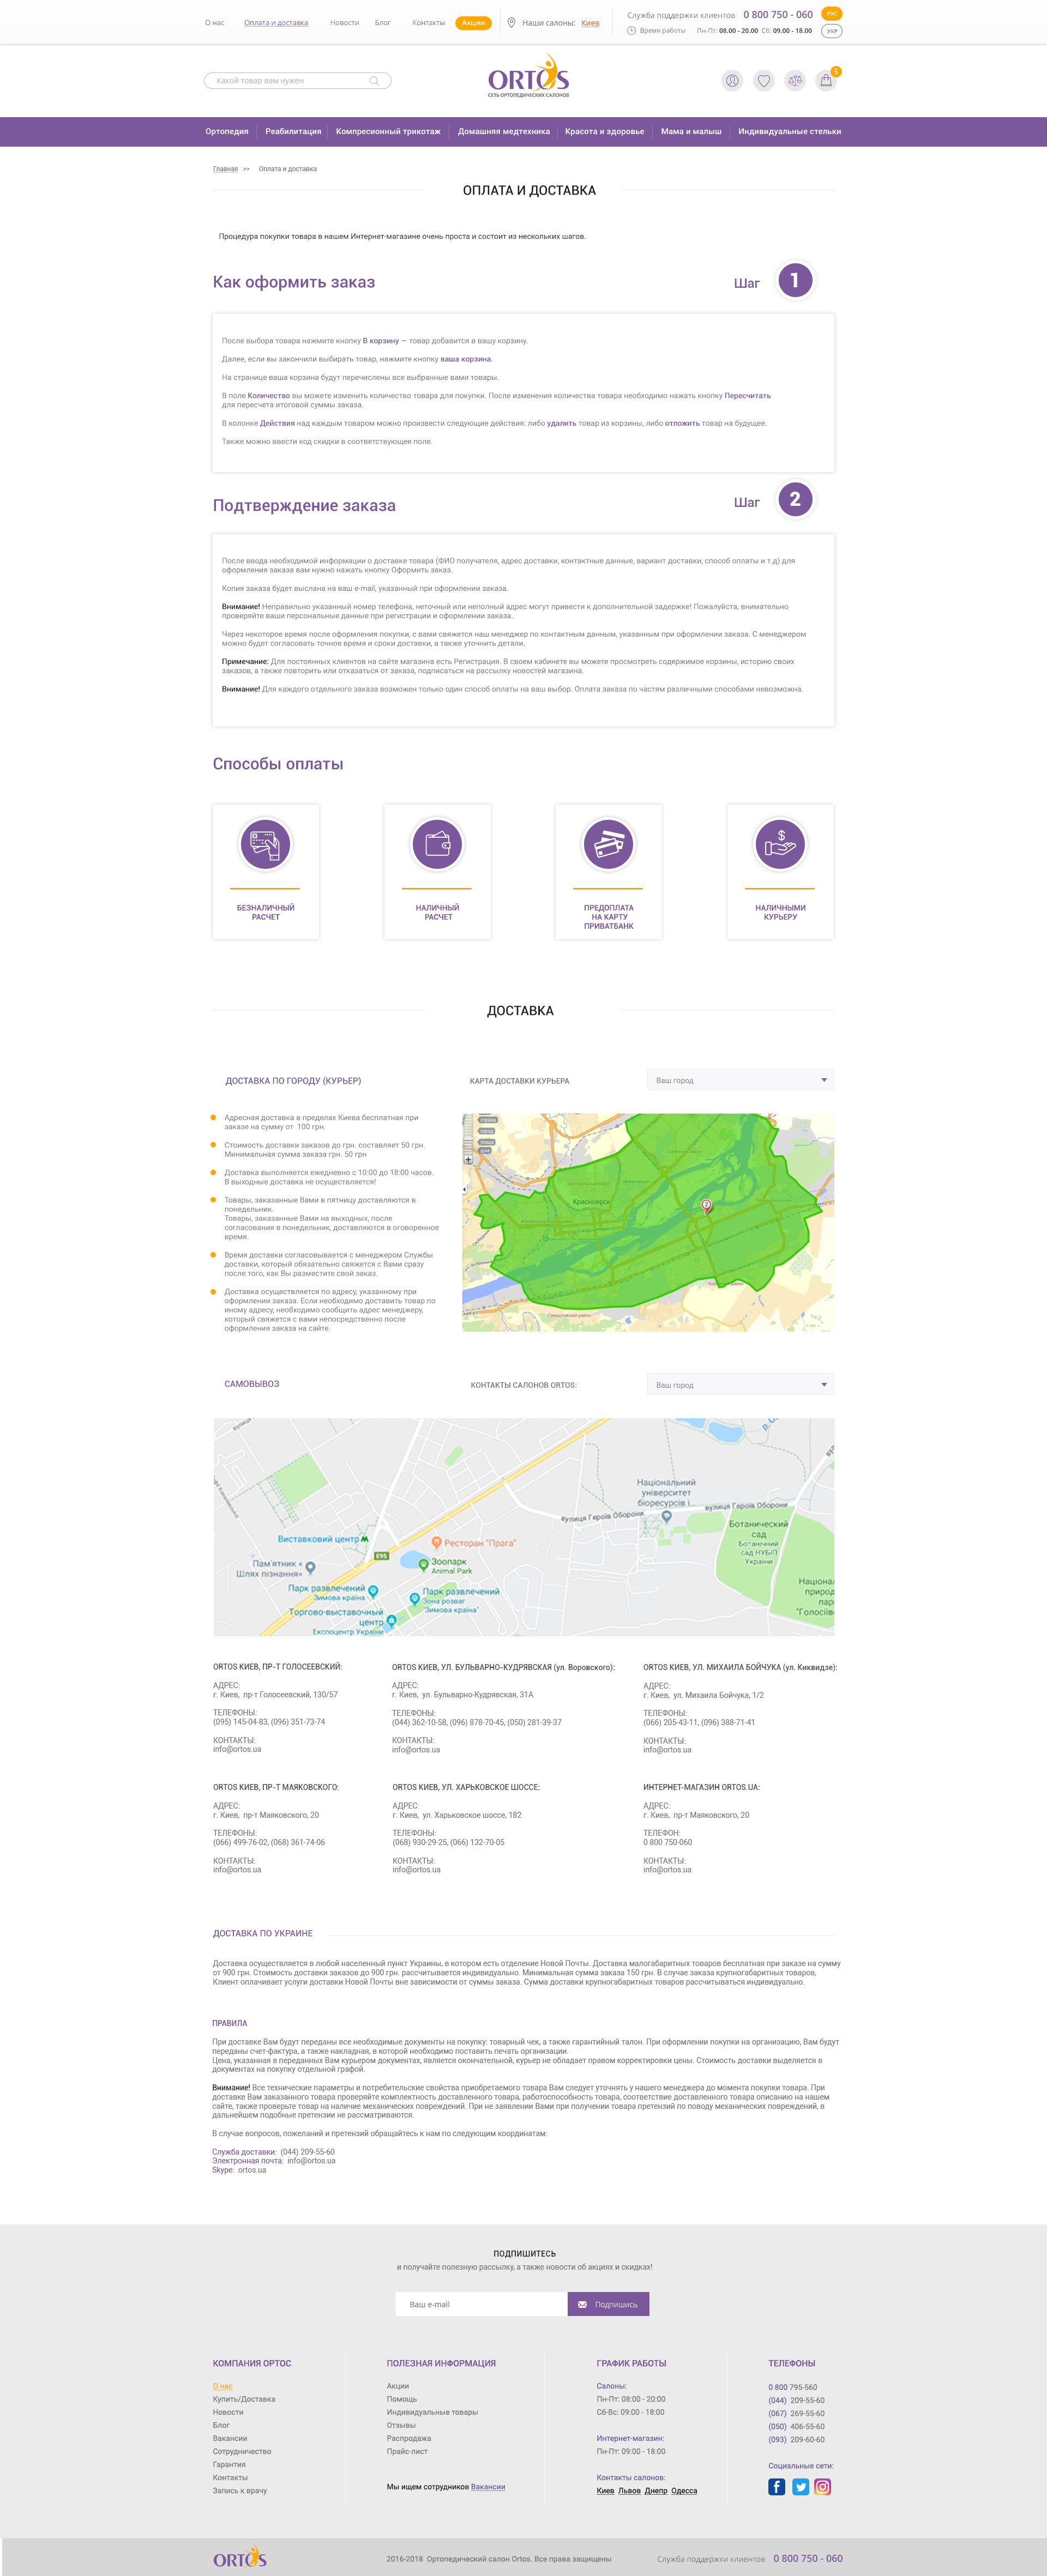 О нас Оплата и доставка Новости Блог Контакты Акции Наши салоны: Киев
Служба поддержки клиентов 0 800 750 - 060 РУС
Время работы Пн-Пт: 08.00 - 20.00 Сб: 09.00 - 18.00 УКР
Какой товар вам нужен
ORTOS
СЕТЬ ОРТОПЕДИЧЕСКИХ САЛОНОВ
5
Ортопедия Реабилитация Компресионный трикотаж Домашняя медтехника Красота и здоровье Мама и малыш Индивидуальные стельки
Главная >> Оплата и доставка
ОПЛАТА И ДОСТАВКА
Процедура покупки товара в нашем Интернет-магазине очень проста и состоит из нескольких шагов.
Как оформить заказ Шаг 1
После выбора товара нажмите кнопку В корзину — товар добавится в вашу корзину.
Далее, если вы закончили выбирать товар, нажмите кнопку ваша корзина.
На странице ваша корзина будут перечислены все выбранные вами товары.
В поле Количество вы можете изменить количество товара для покупки. После изменения количества товара необходимо нажать кнопку Пересчитать
для пересчета итоговой суммы заказа.
В колонке Действия над каждым товаром можно произвести следующие действия: либо удалить товар из корзины, либо отложить товар на будущее.
Также можно ввести код скидки в соответствующее поле.
Подтверждение заказа Шаг 2
После ввода необходимой информации о доставке товара (ФИО получателя, адрес доставки, контактные данные, вариант доставки, способ оплаты и т.д) для
оформления заказа вам нужно нажать кнопку Оформить заказ.
Копия заказа будет выслана на ваш e-mail, указанный при оформлении заказа.
Внимание! Неправильно указанный номер телефона, неточный или неполный адрес могут привести к дополнительной задержке! Пожалуйста, внимательно
проверяйте ваши персональные данные при регистрации и оформлении заказа.
Через некоторое время после оформления покупки, с вами свяжется наш менеджер по контактным данным, указанным при оформлении заказа. С менеджером
можно будет согласовать точное время и сроки доставки, а также уточнить детали.
Примечание: Для постоянных клиентов на сайте магазина есть Регистрация. В своем кабинете вы можете просмотреть содержимое корзины, историю своих
заказов, а также повторить или отказаться от заказа, подписаться на рассылку новостей магазина.
Внимание! Для каждого отдельного заказа возможен только один способ оплаты на ваш выбор. Оплата заказа по частям различными способами невозможна.
Способы оплаты
БЕЗНАЛИЧНЫЙ
РАСЧЕТ
НАЛИЧНЫЙ
РАСЧЕТ
ПРЕДОПЛАТА
НА КАРТУ
ПРИВАТБАНК
НАЛИЧНЫМИ
КУРЬЕРУ
ДОСТАВКА
ДОСТАВКА ПО ГОРОДУ (КУРЬЕР) КАРТА ДОСТАВКИ КУРЬЕРА Ваш город
Адресная доставка в пределах Киева бесплатная при
заказе на сумму от 100 грн.
Стоимость доставки заказов до грн. составляет 50 грн.
Минимальная сумма заказа грн. 50 грн
Доставка выполняется ежедневно с 10:00 до 18:00 часов.
В выходные доставка не осуществляется!
Товары, заказанные Вами в пятницу доставляются в
понедельник.
Товары, заказанные Вами на выходных, после
согласования в понедельник, доставляются в оговоренное
время.
Время доставки согласовывается с менеджером Службы
доставки, который обязательно свяжется с Вами сразу
после того, как Вы разместите свой заказ.
Доставка осуществляется по адресу, указанному при
оформлении заказа. Если необходимо доставить товар по
иному адресу, необходимо сообщить адрес менеджеру,
который свяжется с вами непосредственно после
оформления заказа на сайте.
Красноярск
САМОВЫВОЗ КОНТАКТЫ САЛОНОВ ORTOS: Ваш город
Національний
університет
біоресурсів і...
вулиця Героїв Оборони
вулиця Героїв Оборони
Ботанічний
сад
Ботанічний
сад НУБіП
України
Виставковий центр
Ресторан "Прага"
E95
Зоопарк
Animal Park
Пам'ятник «
Шлях пізнання»
Парк развлечений
Зимова країна
Парк развлечений
Розва зона
"Зимова країна"
Торгово-выставочный
центр
Експоцентр України
Національ
природни
парк
"Голосіїв
ORTOS КИЕВ, ПР-Т ГОЛОСЕЕВСКИЙ:
АДРЕС:
г. Киев, пр-т Голосеевский, 130/57
ТЕЛЕФОНЫ:
(095) 145-04-83, (096) 351-73-74
КОНТАКТЫ:
info@ortos.ua
ORTOS КИЕВ, УЛ. БУЛЬВАРНО-КУДРЯВСКАЯ (ул. Воровского):
АДРЕС:
г. Киев, ул. Бульварно-Кудрявская, 31А
ТЕЛЕФОНЫ:
(044) 362-10-58, (096) 878-70-45, (050) 281-39-37
КОНТАКТЫ:
info@ortos.ua
ORTOS КИЕВ, УЛ. МИХАИЛА БОЙЧУКА (ул. Киквидзе):
АДРЕС:
г. Киев, ул. Михаила Бойчука, 1/2
ТЕЛЕФОНЫ:
(066) 205-43-11, (096) 388-71-41
КОНТАКТЫ:
info@ortos.ua
ORTOS КИЕВ, ПР-Т МАЯКОВСКОГО:
АДРЕС:
г. Киев, пр-т Маяковского, 20
ТЕЛЕФОНЫ:
(066) 499-76-02, (068) 361-74-06
КОНТАКТЫ:
info@ortos.ua
ORTOS КИЕВ, УЛ. ХАРЬКОВСКОЕ ШОССЕ:
АДРЕС:
г. Киев, ул. Харьковское шоссе, 182
ТЕЛЕФОНЫ:
(068) 930-29-25, (066) 132-70-05
КОНТАКТЫ:
info@ortos.ua
ИНТЕРНЕТ-МАГАЗИН ORTOS.UA:
АДРЕС:
г. Киев, пр-т Маяковского, 20
ТЕЛЕФОН:
0 800 750-060
КОНТАКТЫ:
info@ortos.ua
ДОСТАВКА ПО УКРАИНЕ
Доставка осуществляется в любой населенный пункт Украины, в котором есть отделение Новой Почты. Доставка малогабаритных товаров бесплатная при заказе на сумму
от 900 грн. Стоимость доставки заказов до 900 грн. рассчитывается индивидуально. Минимальная сумма заказа 150 грн. В случае заказа крупногабаритных товаров,
Клиент оплачивает услуги доставки Новой Почты вне зависимости от суммы заказа. Сумма доставки крупногабаритных товаров рассчитываться индивидуально.
ПРАВИЛА
При доставке Вам будут переданы все необходимые документы на покупку: товарный чек, а также гарантийный талон. При оформлении покупки на организацию, Вам будут
переданы счет-фактура, а также накладная, в которой необходимо поставить печать организации.
Цена, указанная в переданных Вам курьером документах, является окончательной, курьер не обладает правом корректировки цены. Стоимость доставки выделяется в
документах на покупку отдельной графой.
Внимание! Все технические параметры и потребительские свойства приобретаемого товара Вам следует уточнять у нашего менеджера до момента покупки товара. При
доставке Вам заказанного товара проверяйте комплектность доставленного товара, работоспособность товара, соответствие доставленного товара описанию на нашем
сайте, также проверьте товар на наличие механических повреждений. При не заявлении Вами при получении товара претензий по поводу механических повреждений, в
дальнейшем подобные претензии не рассматриваются.
В случае вопросов, пожеланий и претензий обращайтесь к нам по следующим координатам:
Служба доставки: (044) 209-55-60
Электронная почта: info@ortos.ua
Skype: ortos.ua
ПОДПИШИТЕСЬ
и получайте полезную рассылку, а также новости об акциях и скидках!
Ваш e-mail Подпишись
КОМПАНИЯ ОРТОС
О нас
Купить/Доставка
Новости
Блог
Вакансии
Сотрудничество
Гарантия
Контакты
Запись к врачу
ПОЛЕЗНАЯ ИНФОРМАЦИЯ
Акции
Помощь
Индивидуальные товары
Отзывы
Распродажа
Прайс-лист
Мы ищем сотрудников Вакансии
ГРАФИК РАБОТЫ
Салоны:
Пн-Пт: 08:00 - 20:00
Сб-Вс: 09:00 - 18:00
Интернет-магазин:
Пн-Пт: 09:00 - 18:00
Контакты салонов:
Киев Львов Днепр Одесса
ТЕЛЕФОНЫ
0 800 795-560
(044) 209-55-60
(067) 269-55-60
(050) 406-55-60
(093) 209-60-60
Социальные сети:
ORTOS 2016-2018 Ортопедический салон Ortos. Все права защищены Служба поддержки клиентов 0 800 750 - 060